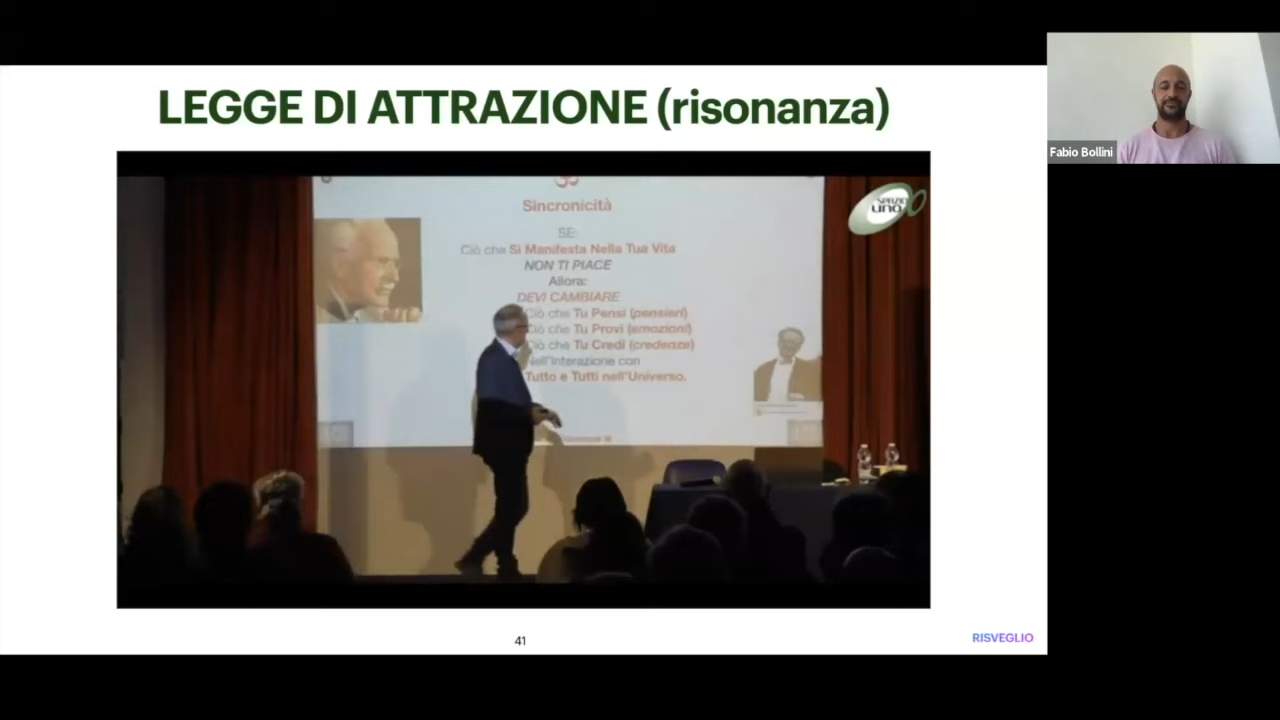 LEGGE DI ATTRAZIONE (risonanza)
SPAZIO
uno
Sincronicità
SE:
Ciò che Si Manifesta Nella Tua Vita
NON TI PIACE
Allora:
DEVI CAMBIARE
Ciò che Tu Pensi (pensieri)
Ciò che Tu Provi (emozioni)
Ciò che Tu Credi (credenze)
Nell'Interazione con
Tutto e Tutti nell'Universo.
41
RISVEGLIO
Fabio Bollini